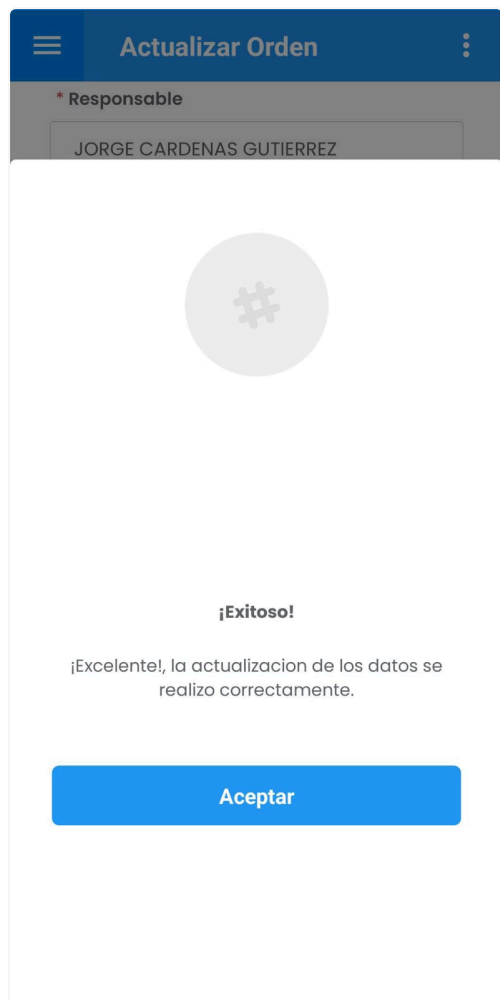 Actualizar Orden
* Responsable
JORGE CARDENAS GUTIERREZ
#
¡Exitoso!
¡Excelente!, la actualizacion de los datos se
realizo correctamente.
Aceptar